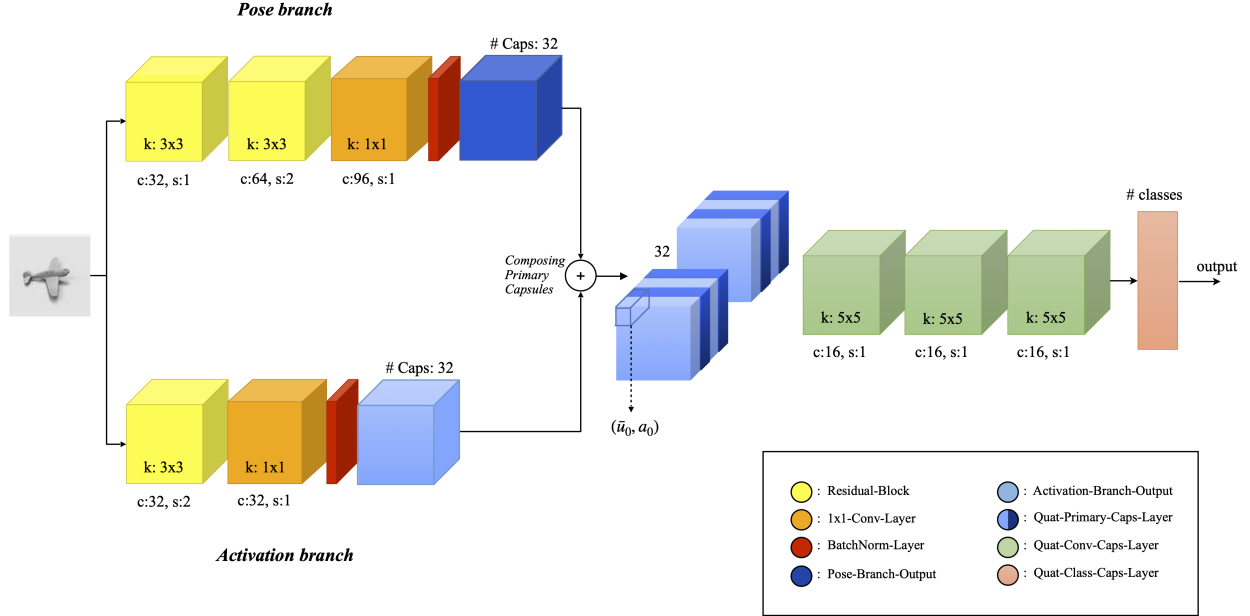 Pose branch
# Caps: 32
k: 3x3
k: 3x3
k: 1x1
c:32, s:1
c:64, s:2
c:96, s:1
# classes
Composing
Primary
Capsules
+
32
output
k: 5x5
k: 5x5
k: 5x5
c:16, s:1
c:16, s:1
c:16, s:1
# Caps: 32
(ū₀, a₀)
k: 3x3
k: 1x1
c:32, s:2
c:32, s:1
Activation branch
: Residual-Block
: 1x1-Conv-Layer
: BatchNorm-Layer
: Pose-Branch-Output
: Activation-Branch-Output
: Quat-Primary-Caps-Layer
: Quat-Conv-Caps-Layer
: Quat-Class-Caps-Layer